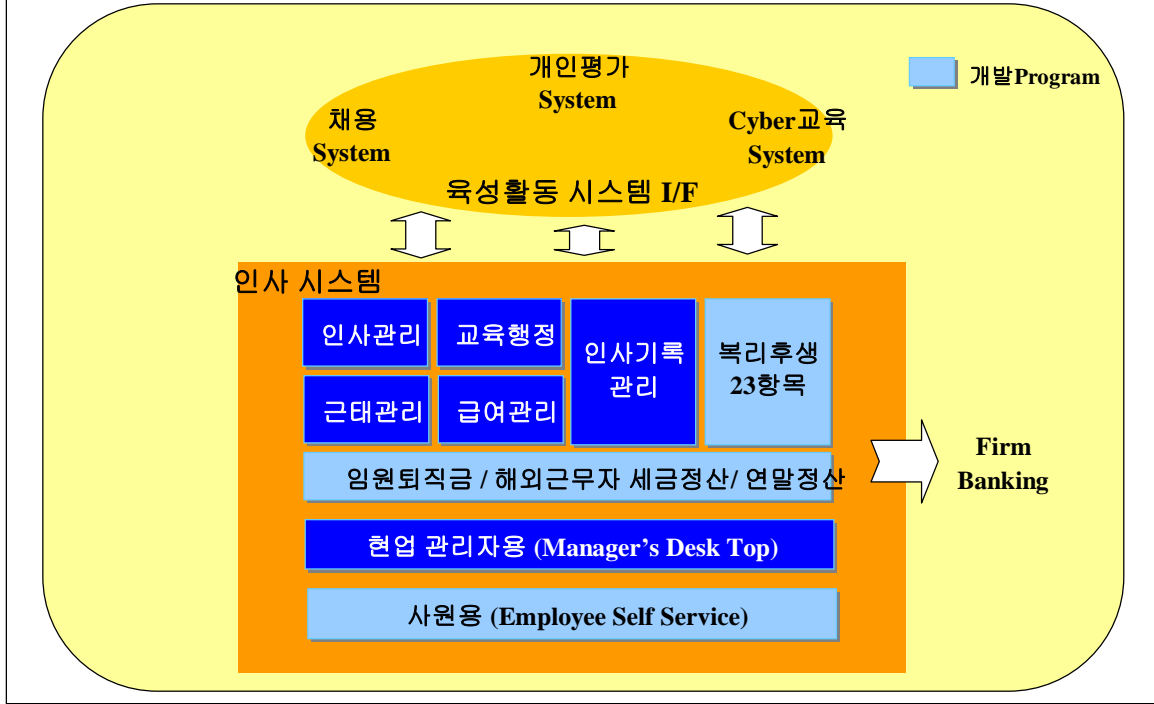 개인평가
System
개발Program
채용
System
Cyber교육
System
육성활동 시스템 I/F
인사 시스템
인사관리
교육행정
인사기록
관리
복리후생
23항목
근태관리
급여관리
임원퇴직금 / 해외근무자 세금정산/ 연말정산
Firm
Banking
현업 관리자용 (Manager’s Desk Top)
사원용 (Employee Self Service)